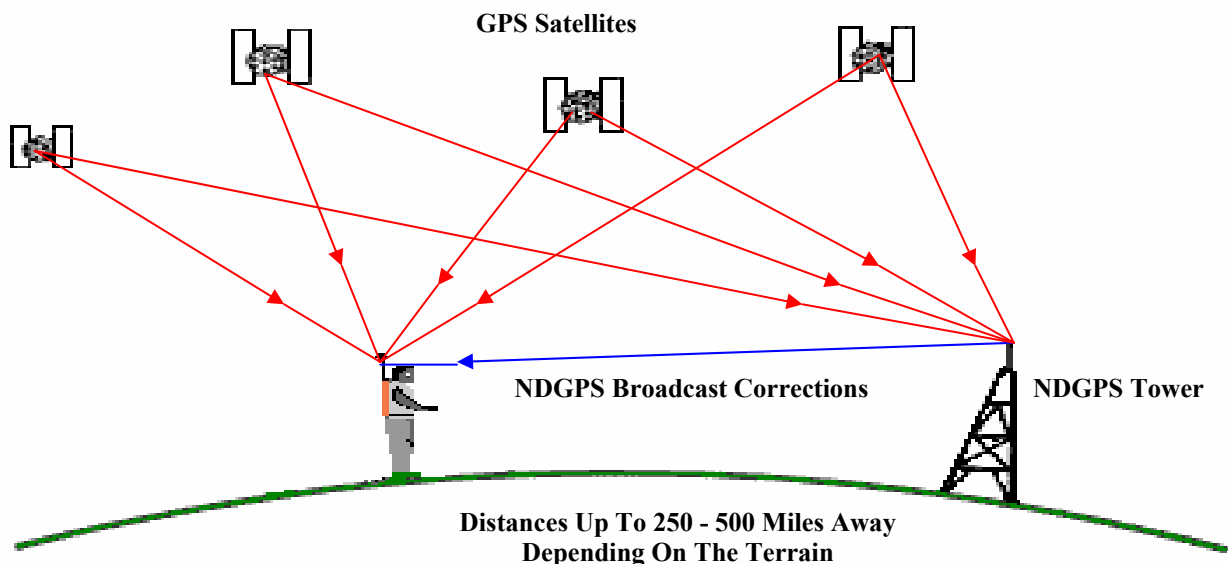 GPS Satellites
NDGPS Broadcast Corrections
NDGPS Tower
Distances Up To 250 - 500 Miles Away
Depending On The Terrain